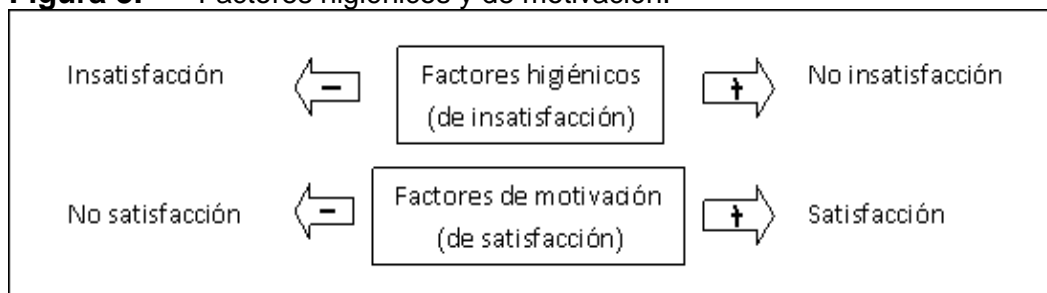 Figura 3. Factores higiénicos y de motivación.
Insatisfacción - Factores higiénicos + No insatisfacción
(de insatisfacción)
No satisfacción - Factores de motivación + Satisfacción
(de satisfacción)